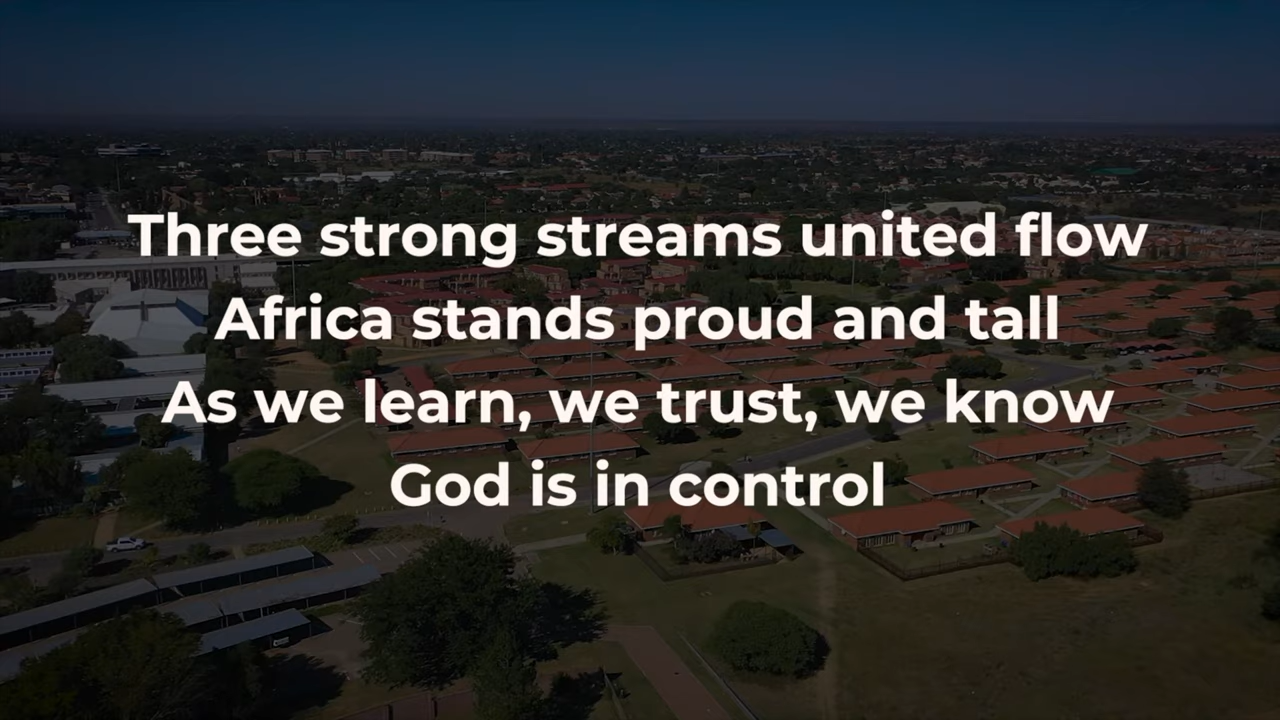 Three strong streams united flow
Africa stands proud and tall
As we learn, we trust, we know
God is in control